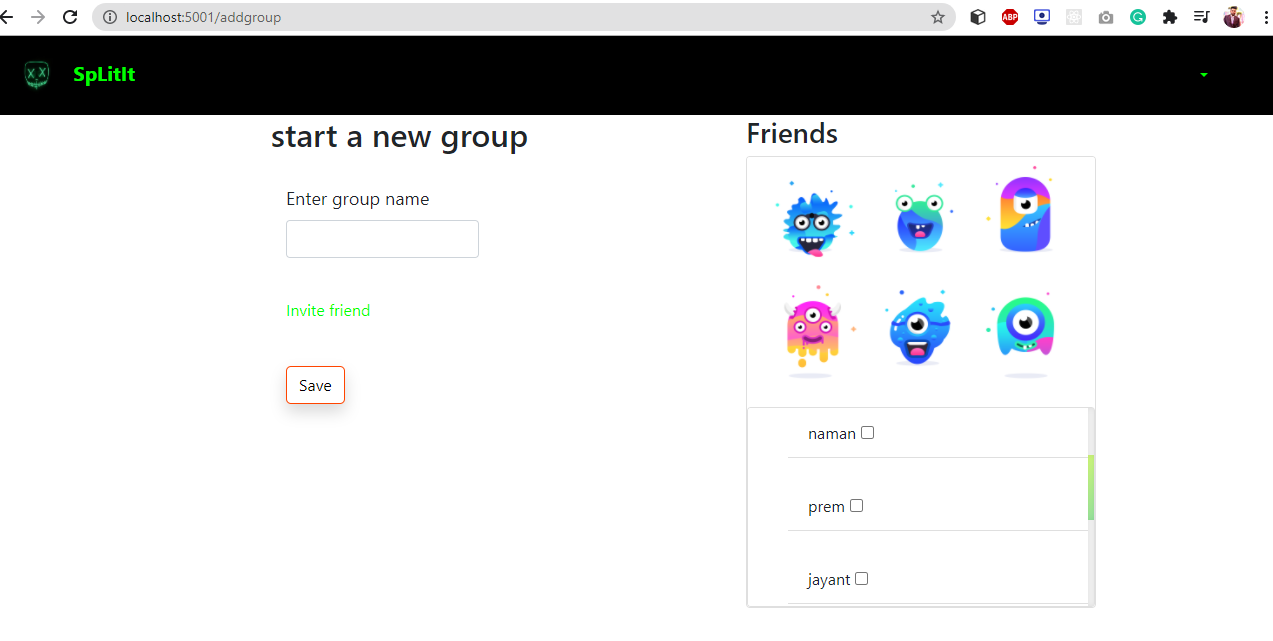 localhost:5001/addgroup
ABP
G
SpLitIt
start a new group
Enter group name
Invite friend
Save
Friends
naman
prem
jayant